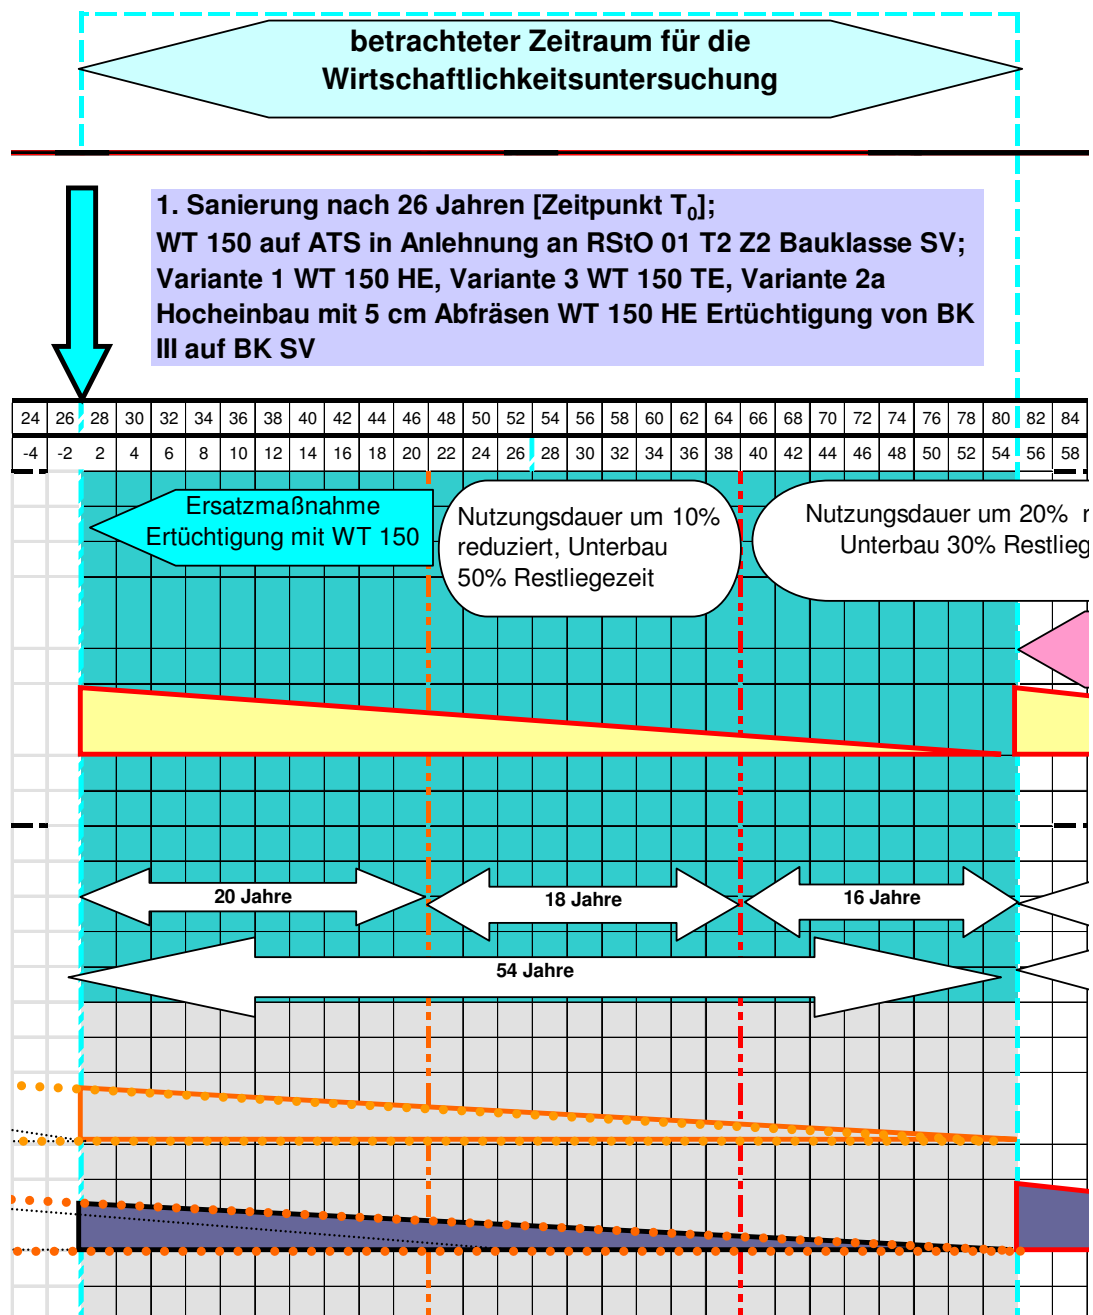 betrachteter Zeitraum für die
Wirtschaftlichkeitsuntersuchung
1. Sanierung nach 26 Jahren [Zeitpunkt T₀];
WT 150 auf ATS in Anlehnung an RStO 01 T2 Z2 Bauklasse SV;
Variante 1 WT 150 HE, Variante 3 WT 150 TE, Variante 2a
Hocheinbau mit 5 cm Abfräsen WT 150 HE Ertüchtigung von BK
III auf BK SV
24 26 28 30 32 34 36 38 40 42 44 46 48 50 52 54 56 58 60 62 64 66 68 70 72 74 76 78 80 82 84
-4 -2 2 4 6 8 10 12 14 16 18 20 22 24 26 28 30 32 34 36 38 40 42 44 46 48 50 52 54 56 58
Ersatzmaßnahme
Ertüchtigung mit WT 150
Nutzungsdauer um 10%
reduziert, Unterbau
50% Restliegezeit
Nutzungsdauer um 20%
Unterbau 30% Restlieg
20 Jahre
18 Jahre
16 Jahre
54 Jahre